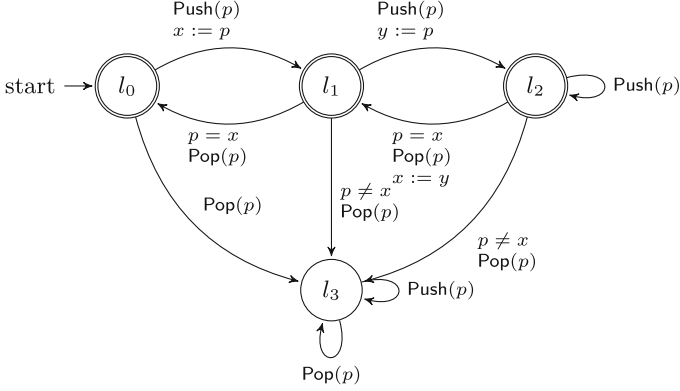 Push(p)
x := p
Push(p)
y := p
start
l0
l1
l2
Push(p)
p = x
Pop(p)
p = x
Pop(p)
x := y
Pop(p)
p ≠ x
Pop(p)
p ≠ x
Pop(p)
l3
Push(p)
Pop(p)